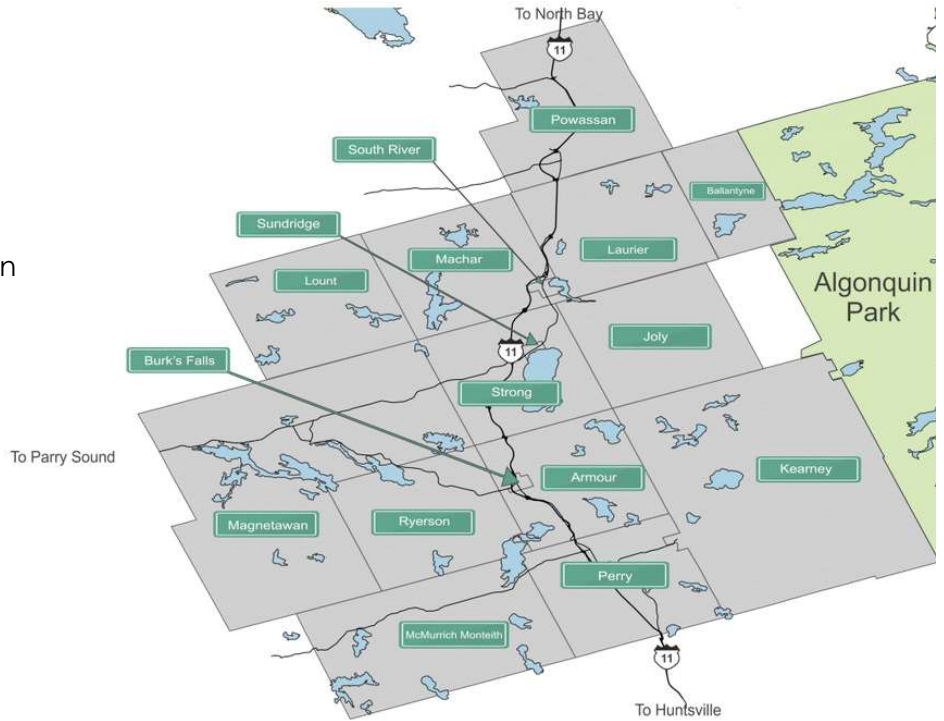 To North Bay
11
Powassan
South River
Ballantyne
Sundridge
Laurier
Machar
n
Lount
Algonquin
Park
Joly
11
Burk's Falls
Strong
To Parry Sound
Kearney
Armour
Magnetawan
Ryerson
Perry
McMurrich Monteith
11
To Huntsville